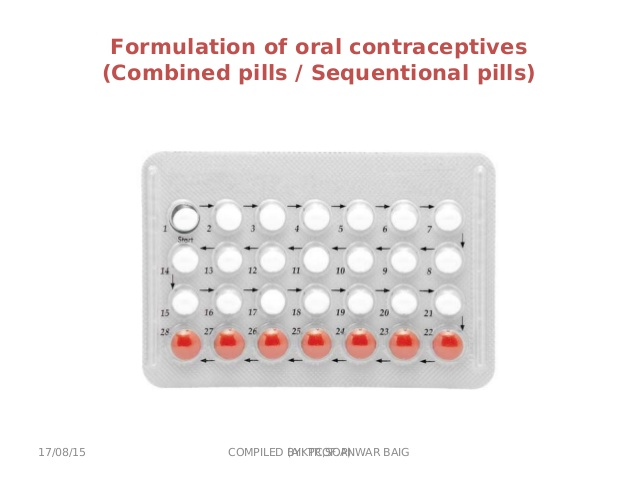 Formulation of oral contraceptives
(Combined pills / Sequentional pills)
1 2 3 4 5 6 7
Start
14 13 12 11 10 9 8
15 16 17 18 19 20 21
28 27 26 25 24 23 22
17/08/15 COMPILED BY PROF. ANWAR BAIG